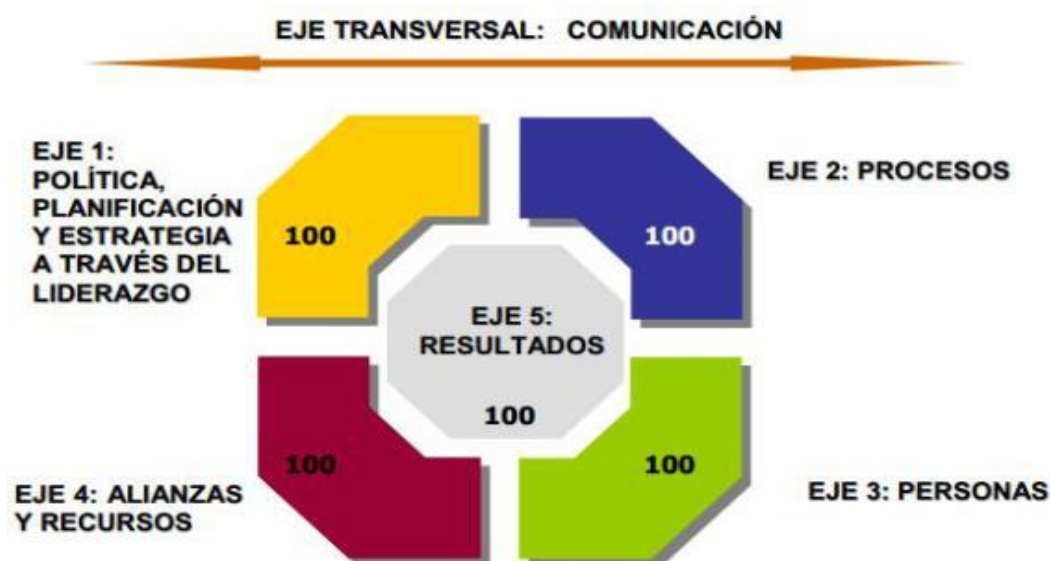 EJE TRANSVERSAL: COMUNICACIÓN
EJE 1:
POLÍTICA,
PLANIFICACIÓN
Y ESTRATEGIA
A TRAVÉS DEL
LIDERAZGO
100
100
EJE 2: PROCESOS
EJE 5:
RESULTADOS
100
EJE 4: ALIANZAS
Y RECURSOS
100
100
EJE 3: PERSONAS